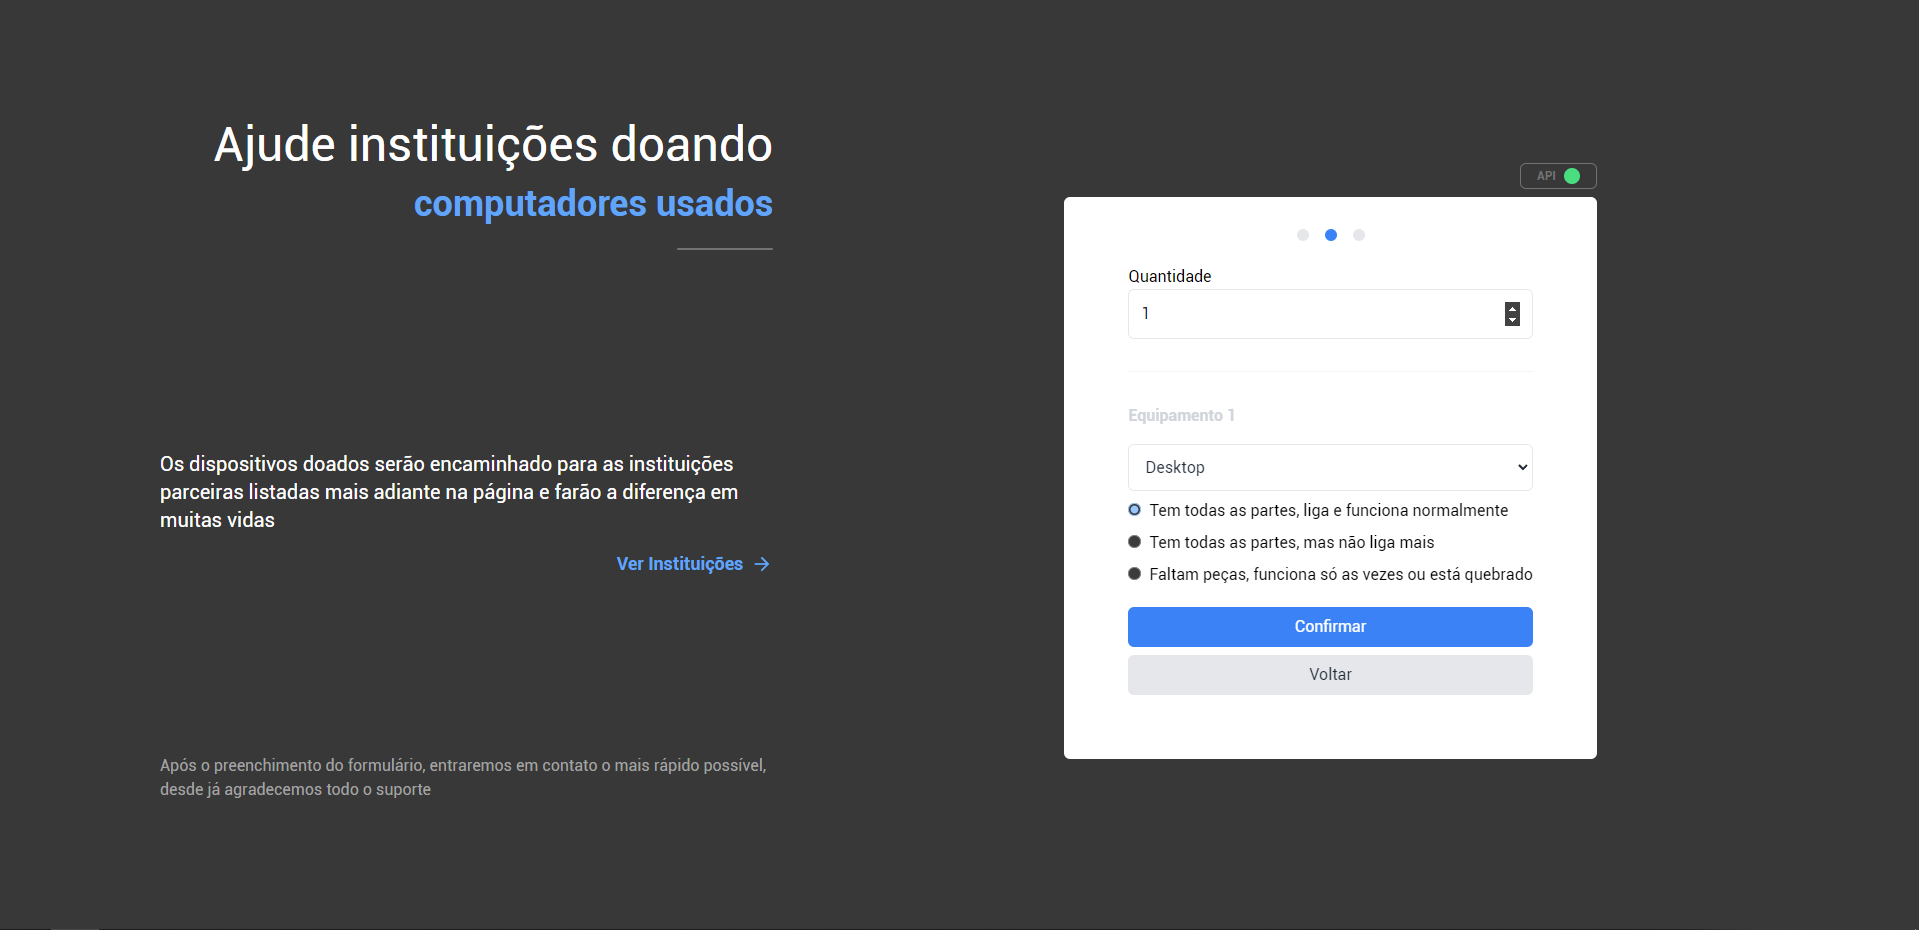 Ajude instituições doando
computadores usados
Os dispositivos doados serão encaminhado para as instituições
parceiras listadas mais adiante na página e farão a diferença em
muitas vidas
Ver Instituições
Após o preenchimento do formulário, entraremos em contato o mais rápido possível,
desde já agradecemos todo o suporte
API
Quantidade
1
Equipamento 1
Desktop
Tem todas as partes, liga e funciona normalmente
Tem todas as partes, mas não liga mais
Faltam peças, funciona só as vezes ou está quebrado
Confirmar
Voltar